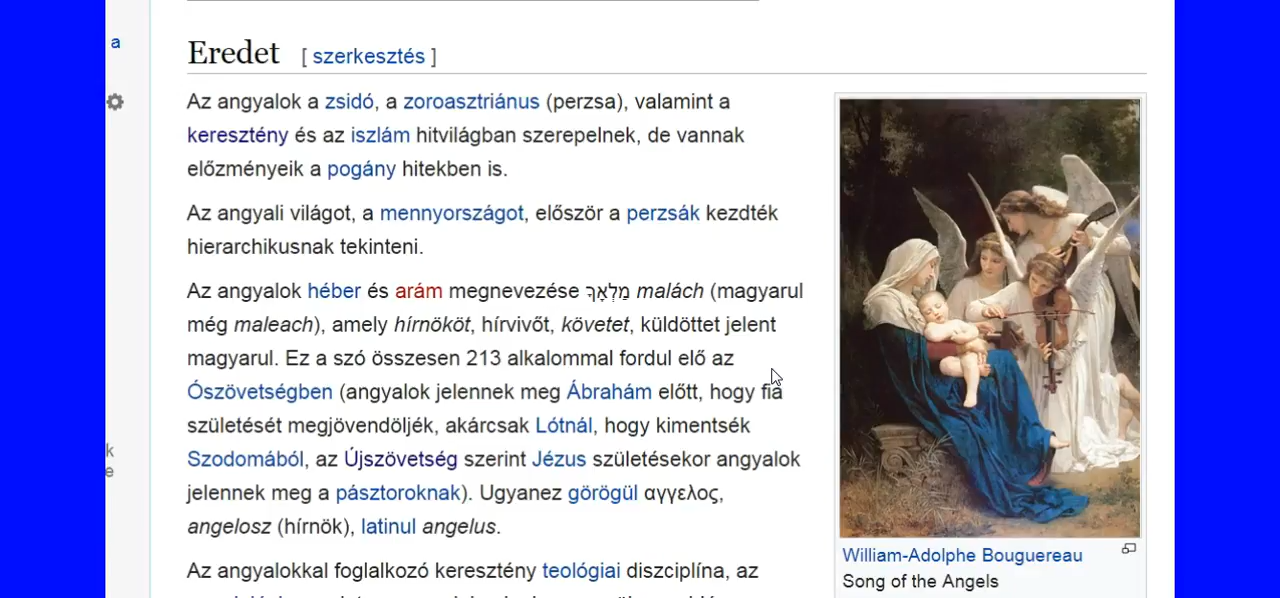 a
Eredet [ szerkesztés ]
Az angyalok a zsidó, a zoroasztriánus (perzsa), valamint a
keresztény és az iszlám hitvilágban szerepelnek, de vannak
előzményeik a pogány hitekben is.
Az angyali világot, a mennyországot, először a perzsák kezdték
hierarchikusnak tekinteni.
Az angyalok héber és arám megnevezése מַלְאָךְ malách (magyarul
még maleach), amely hírnököt, hírvivőt, követet, küldöttet jelent
magyarul. Ez a szó összesen 213 alkalommal fordul elő az
Ószövetségben (angyalok jelennek meg Ábrahám előtt, hogy fia
születését megjövendöljék, akárcsak Lótnál, hogy kimentsék
k
Szodomából, az Újszövetség szerint Jézus születésekor angyalok
e
jelennek meg a pásztoroknak). Ugyanez görögül αγγελος,
angelosz (hírnök), latinul angelus.
Az angyalokkal foglalkozó keresztény teológiai diszciplína, az
William-Adolphe Bouguereau
Song of the Angels